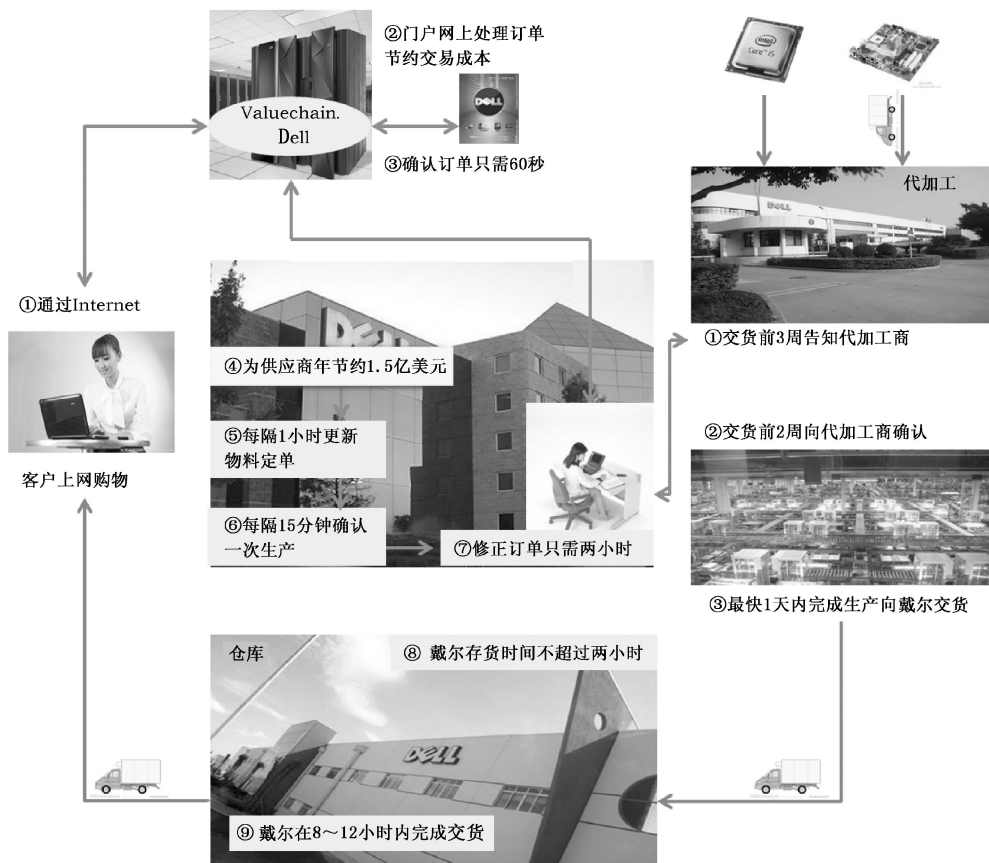 ②门户网上处理订单
节约交易成本
Valuechain.
Dell
DELL
③确认订单只需60秒
intel
Core™ i5
代加工
DELL
①通过Internet
客户上网购物
DELL
④为供应商年节约1.5亿美元
⑤每隔1小时更新
物料定单
⑥每隔15分钟确认
一次生产
⑦修正订单只需两小时
①交货前3周告知代加工商
②交货前2周向代加工商确认
③最快1天内完成生产向戴尔交货
仓库
⑧ 戴尔存货时间不超过两小时
DELL
⑨ 戴尔在8～12小时内完成交货